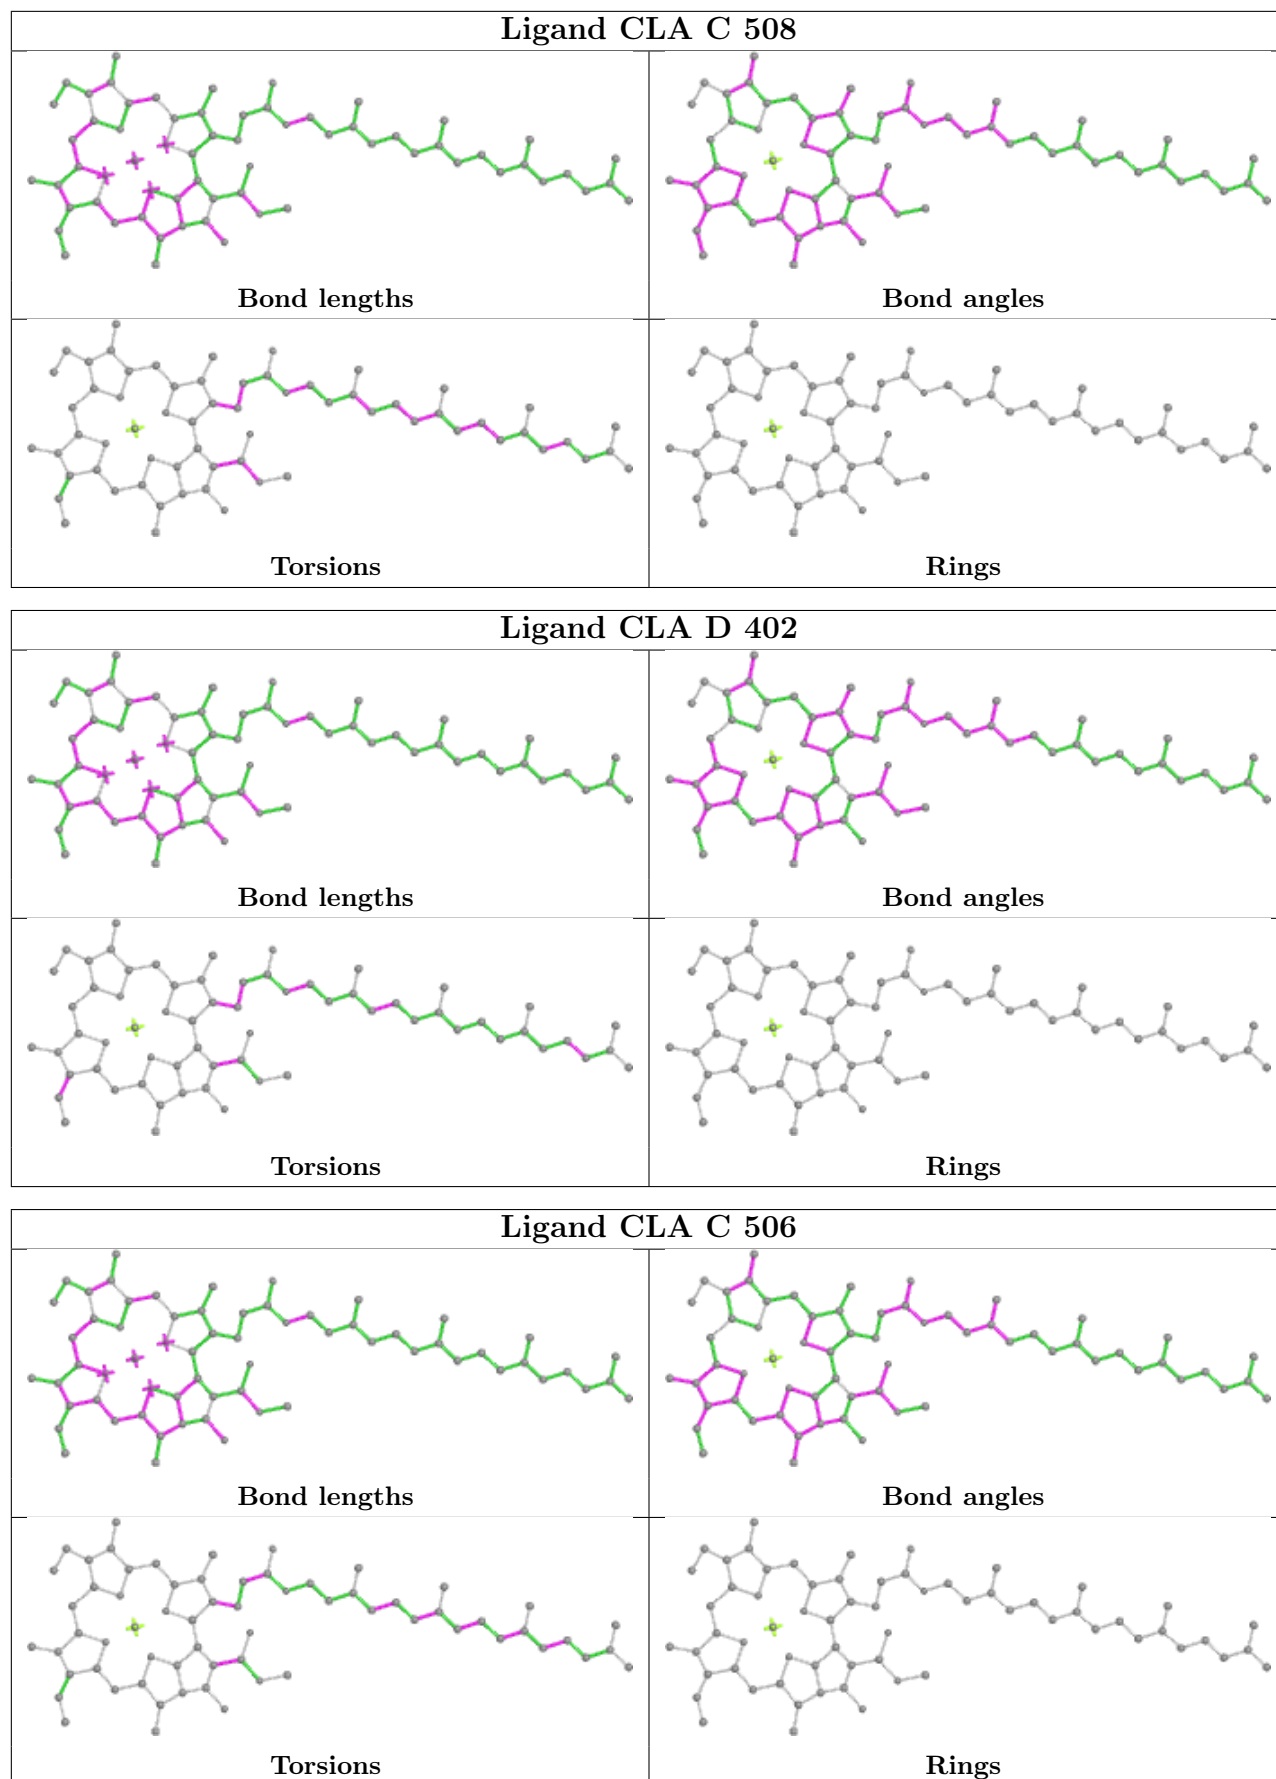 Ligand CLA C 508
Bond lengths
Bond angles
Torsions
Rings
Ligand CLA D 402
Bond lengths
Bond angles
Torsions
Rings
Ligand CLA C 506
Bond lengths
Bond angles
Torsions
Rings